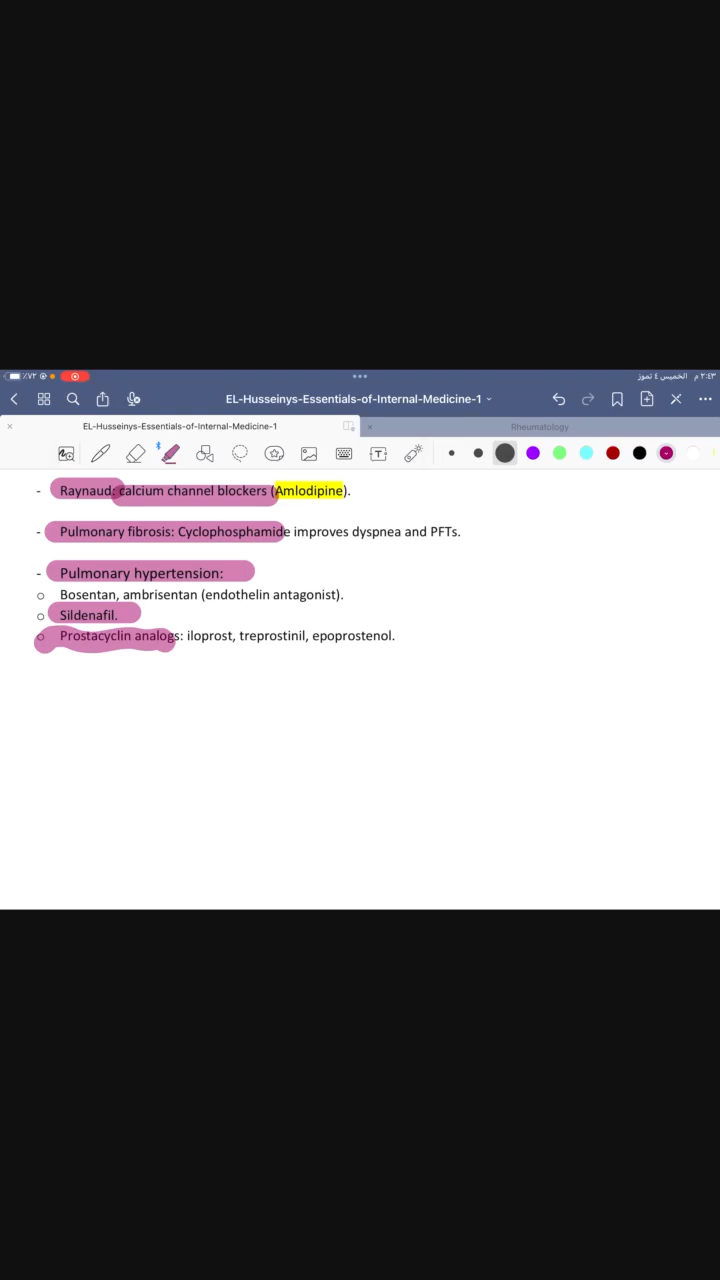 ٪٧٢
٢:٤٣ م الخميس ٤ تموز
EL-Husseinys-Essentials-of-Internal-Medicine-1
EL-Husseinys-Essentials-of-Internal-Medicine-1
Rheumatology
- Raynaud: calcium channel blockers (Amlodipine).
- Pulmonary fibrosis: Cyclophosphamide improves dyspnea and PFTs.
- Pulmonary hypertension:
o Bosentan, ambrisentan (endothelin antagonist).
o Sildenafil.
o Prostacyclin analogs: iloprost, treprostinil, epoprostenol.